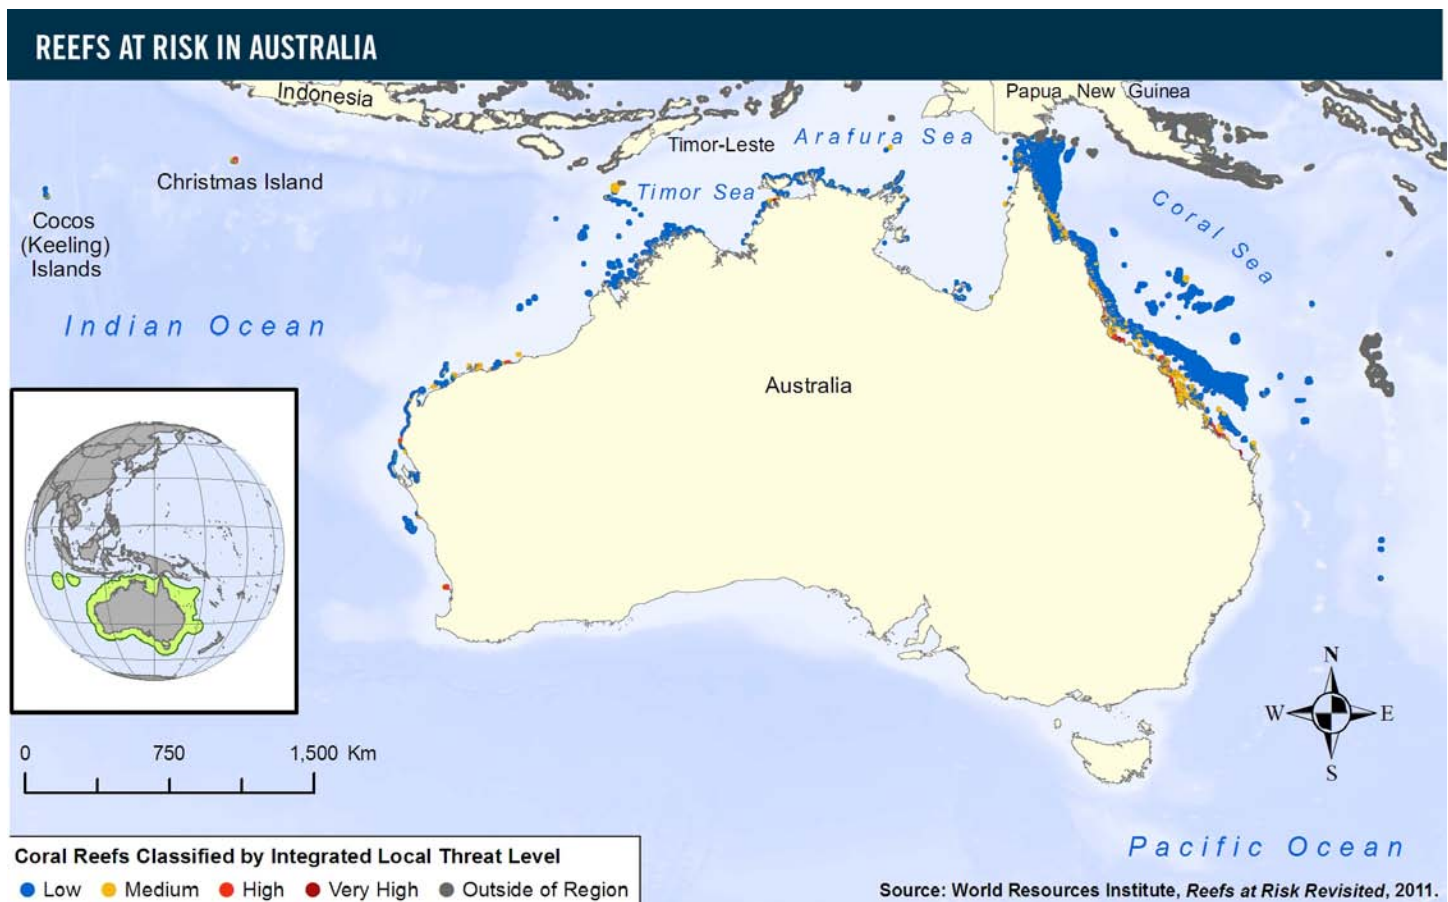 REEFS AT RISK IN AUSTRALIA
Indonesia
Papua New Guinea
Timor-Leste
Arafura Sea
Christmas Island
Timor Sea
Cocos
(Keeling)
Islands
Coral Sea
Indian Ocean
Australia
N
W
E
S
0 750 1,500 Km
Pacific Ocean
Coral Reefs Classified by Integrated Local Threat Level
Low Medium High Very High Outside of Region
Source: World Resources Institute, Reefs at Risk Revisited, 2011.